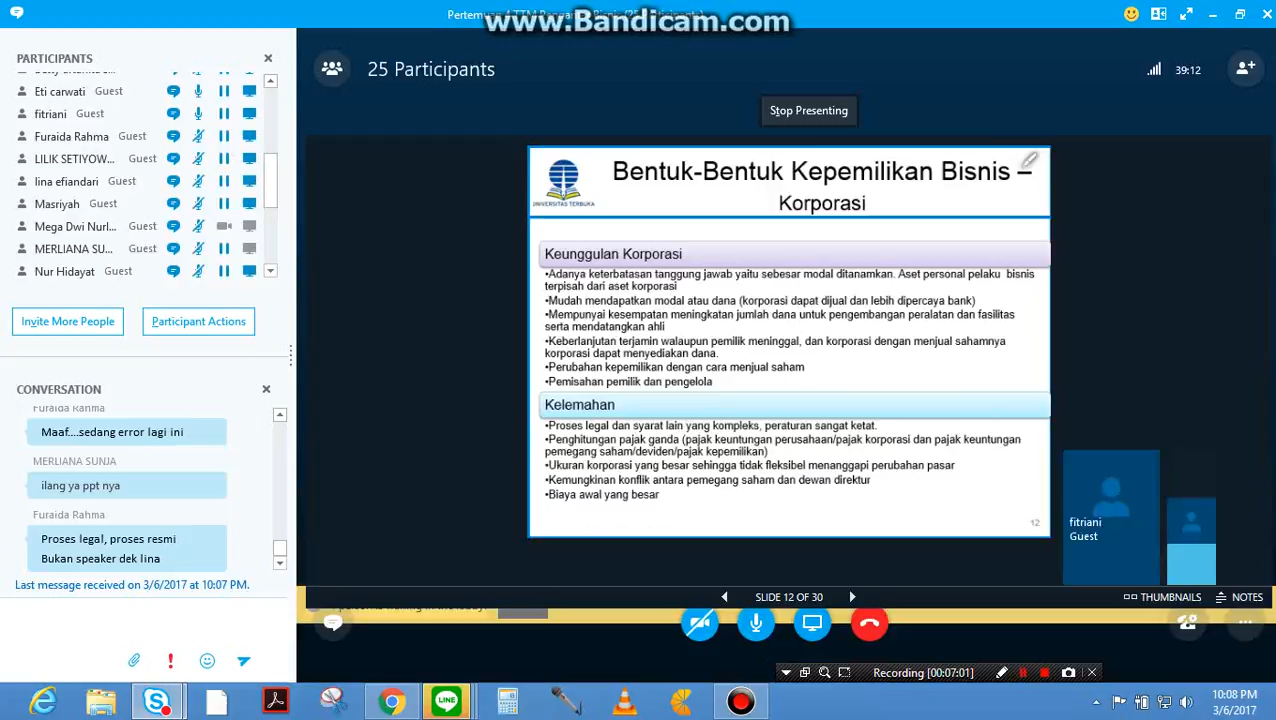 Pertemuan
www.Bandicam.com
PARTICIPANTS
Eti carwati Guest
fitriani Guest
Furaida Rahma Guest
LILIK SETIYOW... Guest
lina efiandari Guest
Masriyah Guest
Mega Dwi Nurl... Guest
MERLIANA SU... Guest
Nur Hidayat Guest
Invite More People
Participant Actions
CONVERSATION
Furaida Rahma
Maaf....sedang error lagi ini
MERLIANA SUNJA
ilang ya ppt nya
Furaida Rahma
Proses legal, proses resmi
Bukan speaker dek lina
Last message received on 3/6/2017 at 10:07 PM.
25 Participants
39:12
Stop Presenting
UNIVERSITAS TERBUKA
Bentuk-Bentuk Kepemilikan Bisnis –
Korporasi
Keunggulan Korporasi
•Adanya keterbatasan tanggung jawab yaitu sebesar modal ditanamkan. Aset personal pelaku bisnis
terpisah dari aset korporasi
•Mudah mendapatkan modal atau dana (korporasi dapat dijual dan lebih dipercaya bank)
•Mempunyai kesempatan meningkatan jumlah dana untuk pengembangan peralatan dan fasilitas
serta mendatangkan ahli
•Keberlanjutan terjamin walaupun pemilik meninggal, dan korporasi dengan menjual sahamnya
korporasi dapat menyediakan dana.
•Perubahan kepemilikan dengan cara menjual saham
•Pemisahan pemilik dan pengelola
Kelemahan
•Proses legal dan syarat lain yang kompleks, peraturan sangat ketat.
•Penghitungan pajak ganda (pajak keuntungan perusahaan/pajak korporasi dan pajak keuntungan
pemegang saham/deviden/pajak kepemilikan)
•Ukuran korporasi yang besar sehingga tidak fleksibel menanggapi perubahan pasar
•Kemungkinan konflik antara pemegang saham dan dewan direktur
•Biaya awal yang besar
12
fitriani
Guest
SLIDE 12 OF 30
THUMBNAILS
NOTES
Recording [00:07:01]
LINE
10:08 PM
3/6/2017